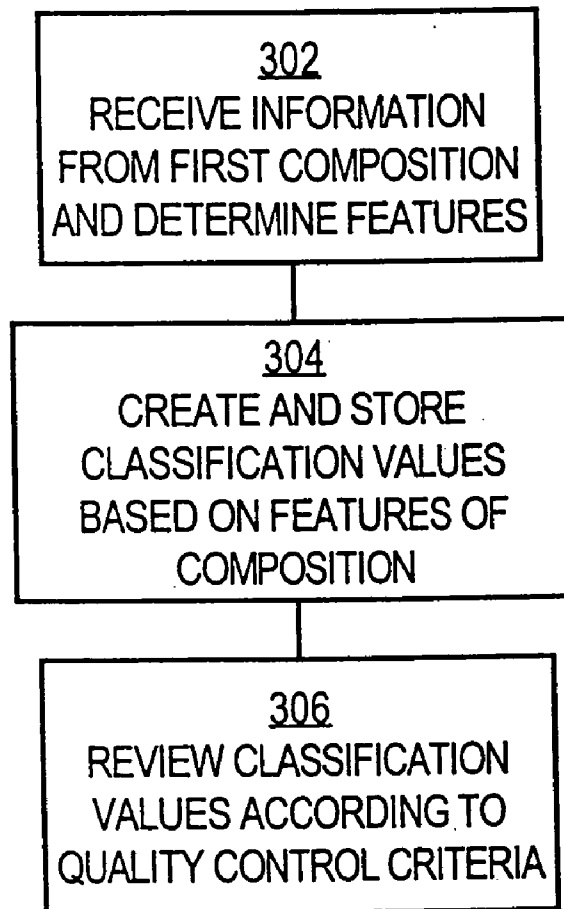 302
RECEIVE INFORMATION
FROM FIRST COMPOSITION
AND DETERMINE FEATURES
304
CREATE AND STORE
CLASSIFICATION VALUES
BASED ON FEATURES OF
COMPOSITION
306
REVIEW CLASSIFICATION
VALUES ACCORDING TO
QUALITY CONTROL CRITERIA